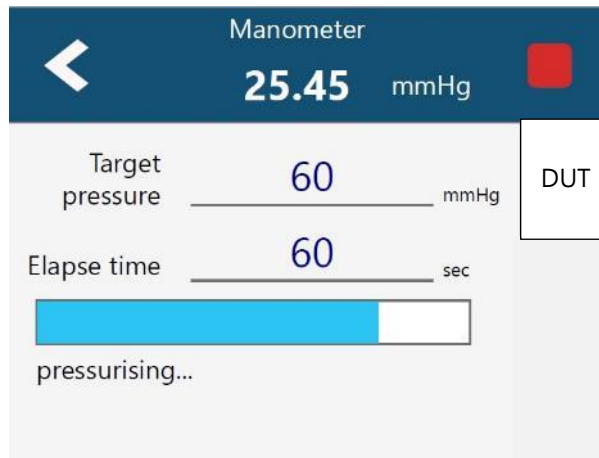 Manometer
25.45 mmHg
DUT
Target
pressure 60 mmHg
Elapse time 60 sec
pressurising...